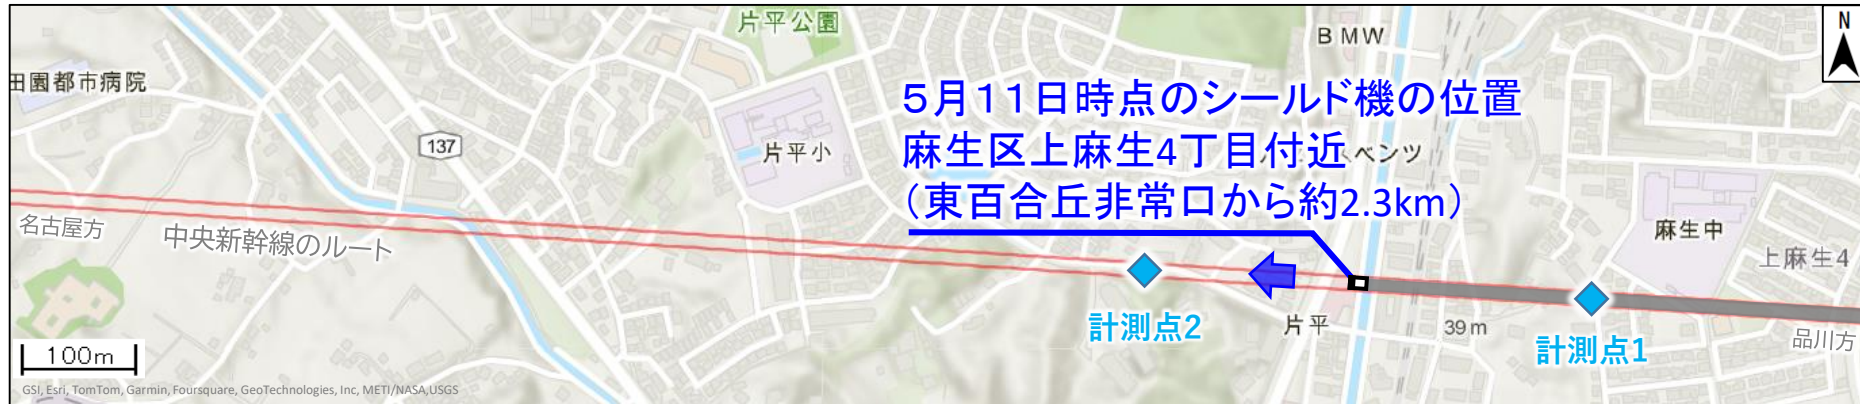 片平公園
BMW
N
田園都市病院
5月11日時点のシールド機の位置
麻生区上麻生4丁目付近
ベンツ
(東百合丘非常口から約2.3km)
137
片平小
麻生中
上麻生4
名古屋方
中央新幹線のルート
計測点2
片平
39m
計測点1
品川方
100m
GSI, Esri, TomTom, Garmin, Foursquare, GeoTechnologies, Inc, METI/NASA,USGS